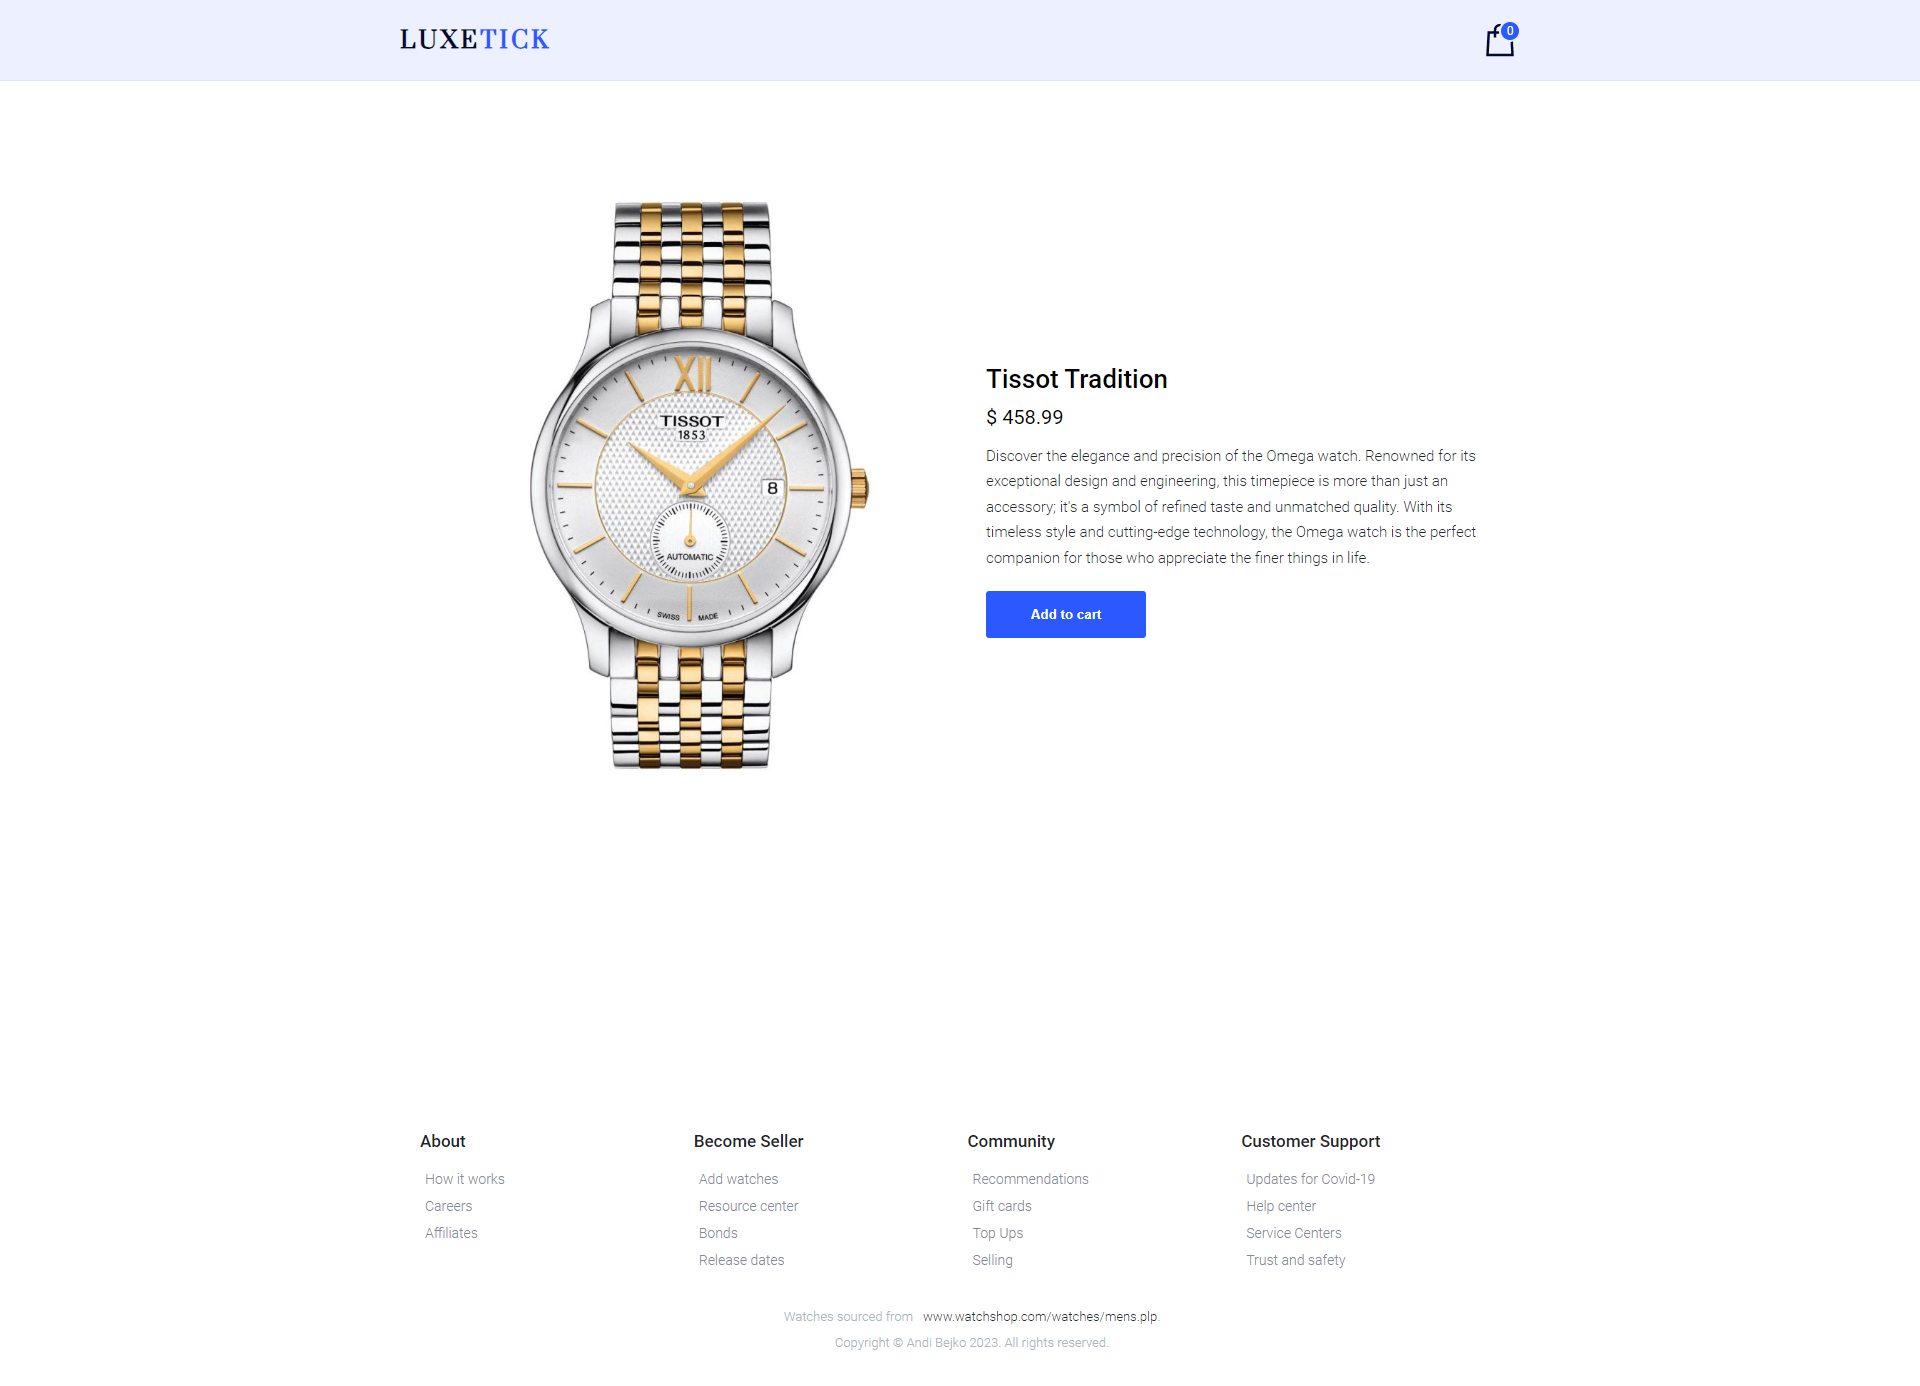 LUXETICK
0
XII
TISSOT
1853
8
AUTOMATIC
SWISS MADE
Tissot Tradition
$ 458.99
Discover the elegance and precision of the Omega watch. Renowned for its
exceptional design and engineering, this timepiece is more than just an
accessory; it's a symbol of refined taste and unmatched quality. With its
timeless style and cutting-edge technology, the Omega watch is the perfect
companion for those who appreciate the finer things in life.
Add to cart
About
How it works
Careers
Affiliates
Become Seller
Add watches
Resource center
Bonds
Release dates
Community
Recommendations
Gift cards
Top Ups
Selling
Customer Support
Updates for Covid-19
Help center
Service Centers
Trust and safety
Watches sourced from www.watchshop.com/watches/mens.plp.
Copyright © Andi Bejko 2023. All rights reserved.